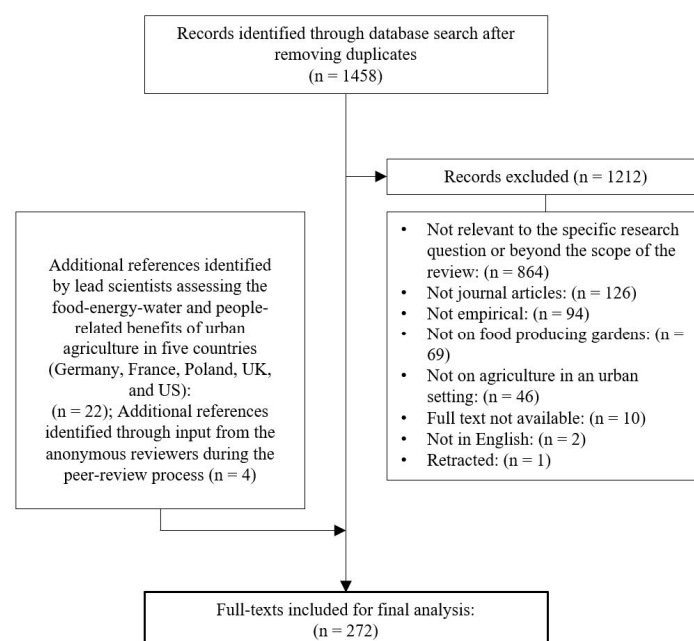 Records identified through database search after
removing duplicates
(n = 1458)
Records excluded (n = 1212)
• Not relevant to the specific research
question or beyond the scope of the
review: (n = 864)
• Not journal articles: (n = 126)
• Not empirical: (n = 94)
• Not on food producing gardens: (n =
69)
• Not on agriculture in an urban
setting: (n = 46)
• Full text not available: (n = 10)
• Not in English: (n = 2)
• Retracted: (n = 1)
Additional references identified
by lead scientists assessing the
food-energy-water and people-
related benefits of urban
agriculture in five countries
(Germany, France, Poland, UK,
and US):
(n = 22); Additional references
identified through input from the
anonymous reviewers during the
peer-review process (n = 4)
Full-texts included for final analysis:
(n = 272)